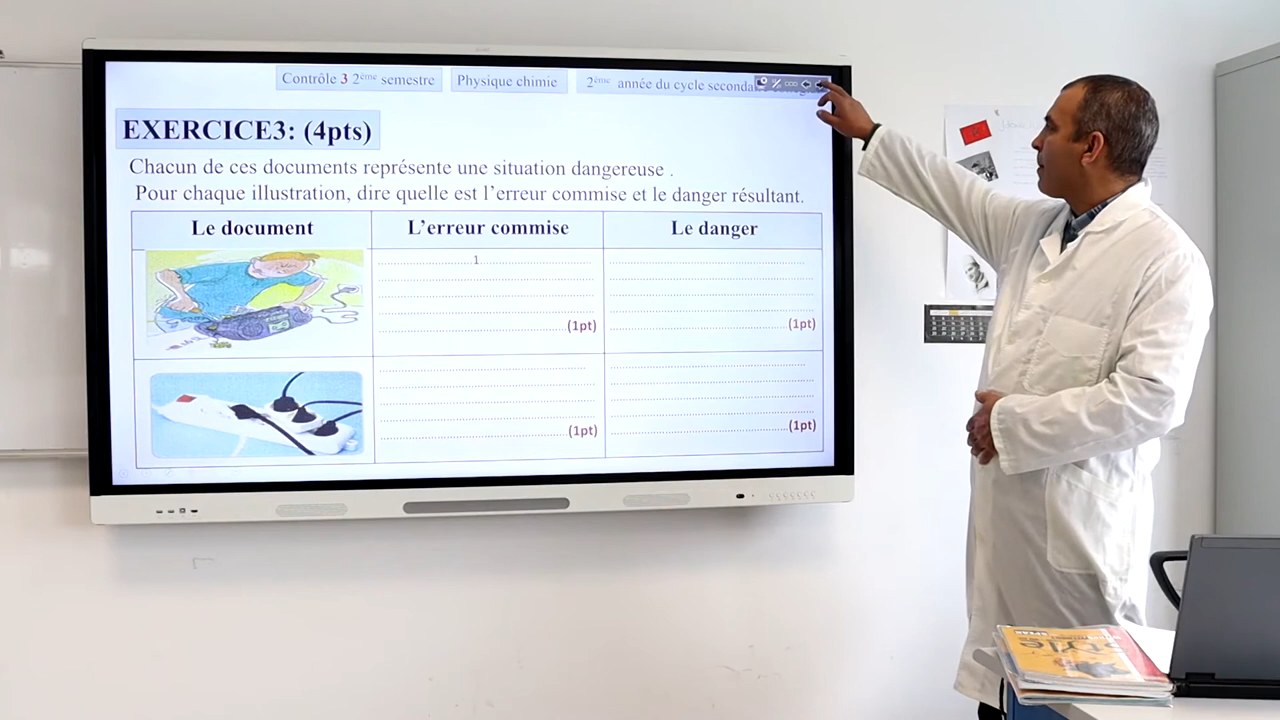 Contrôle 3 2ème semestre
Physique chimie
2ème année du cycle
EXERCICE3: (4pts)
Chacun de ces documents représente une situation dangereuse .
Pour chaque illustration, dire quelle est l'erreur commise et le danger résultant.
Le document
L'erreur commise
Le danger
1
(1pt)
(1pt)
(1pt)
(1pt)